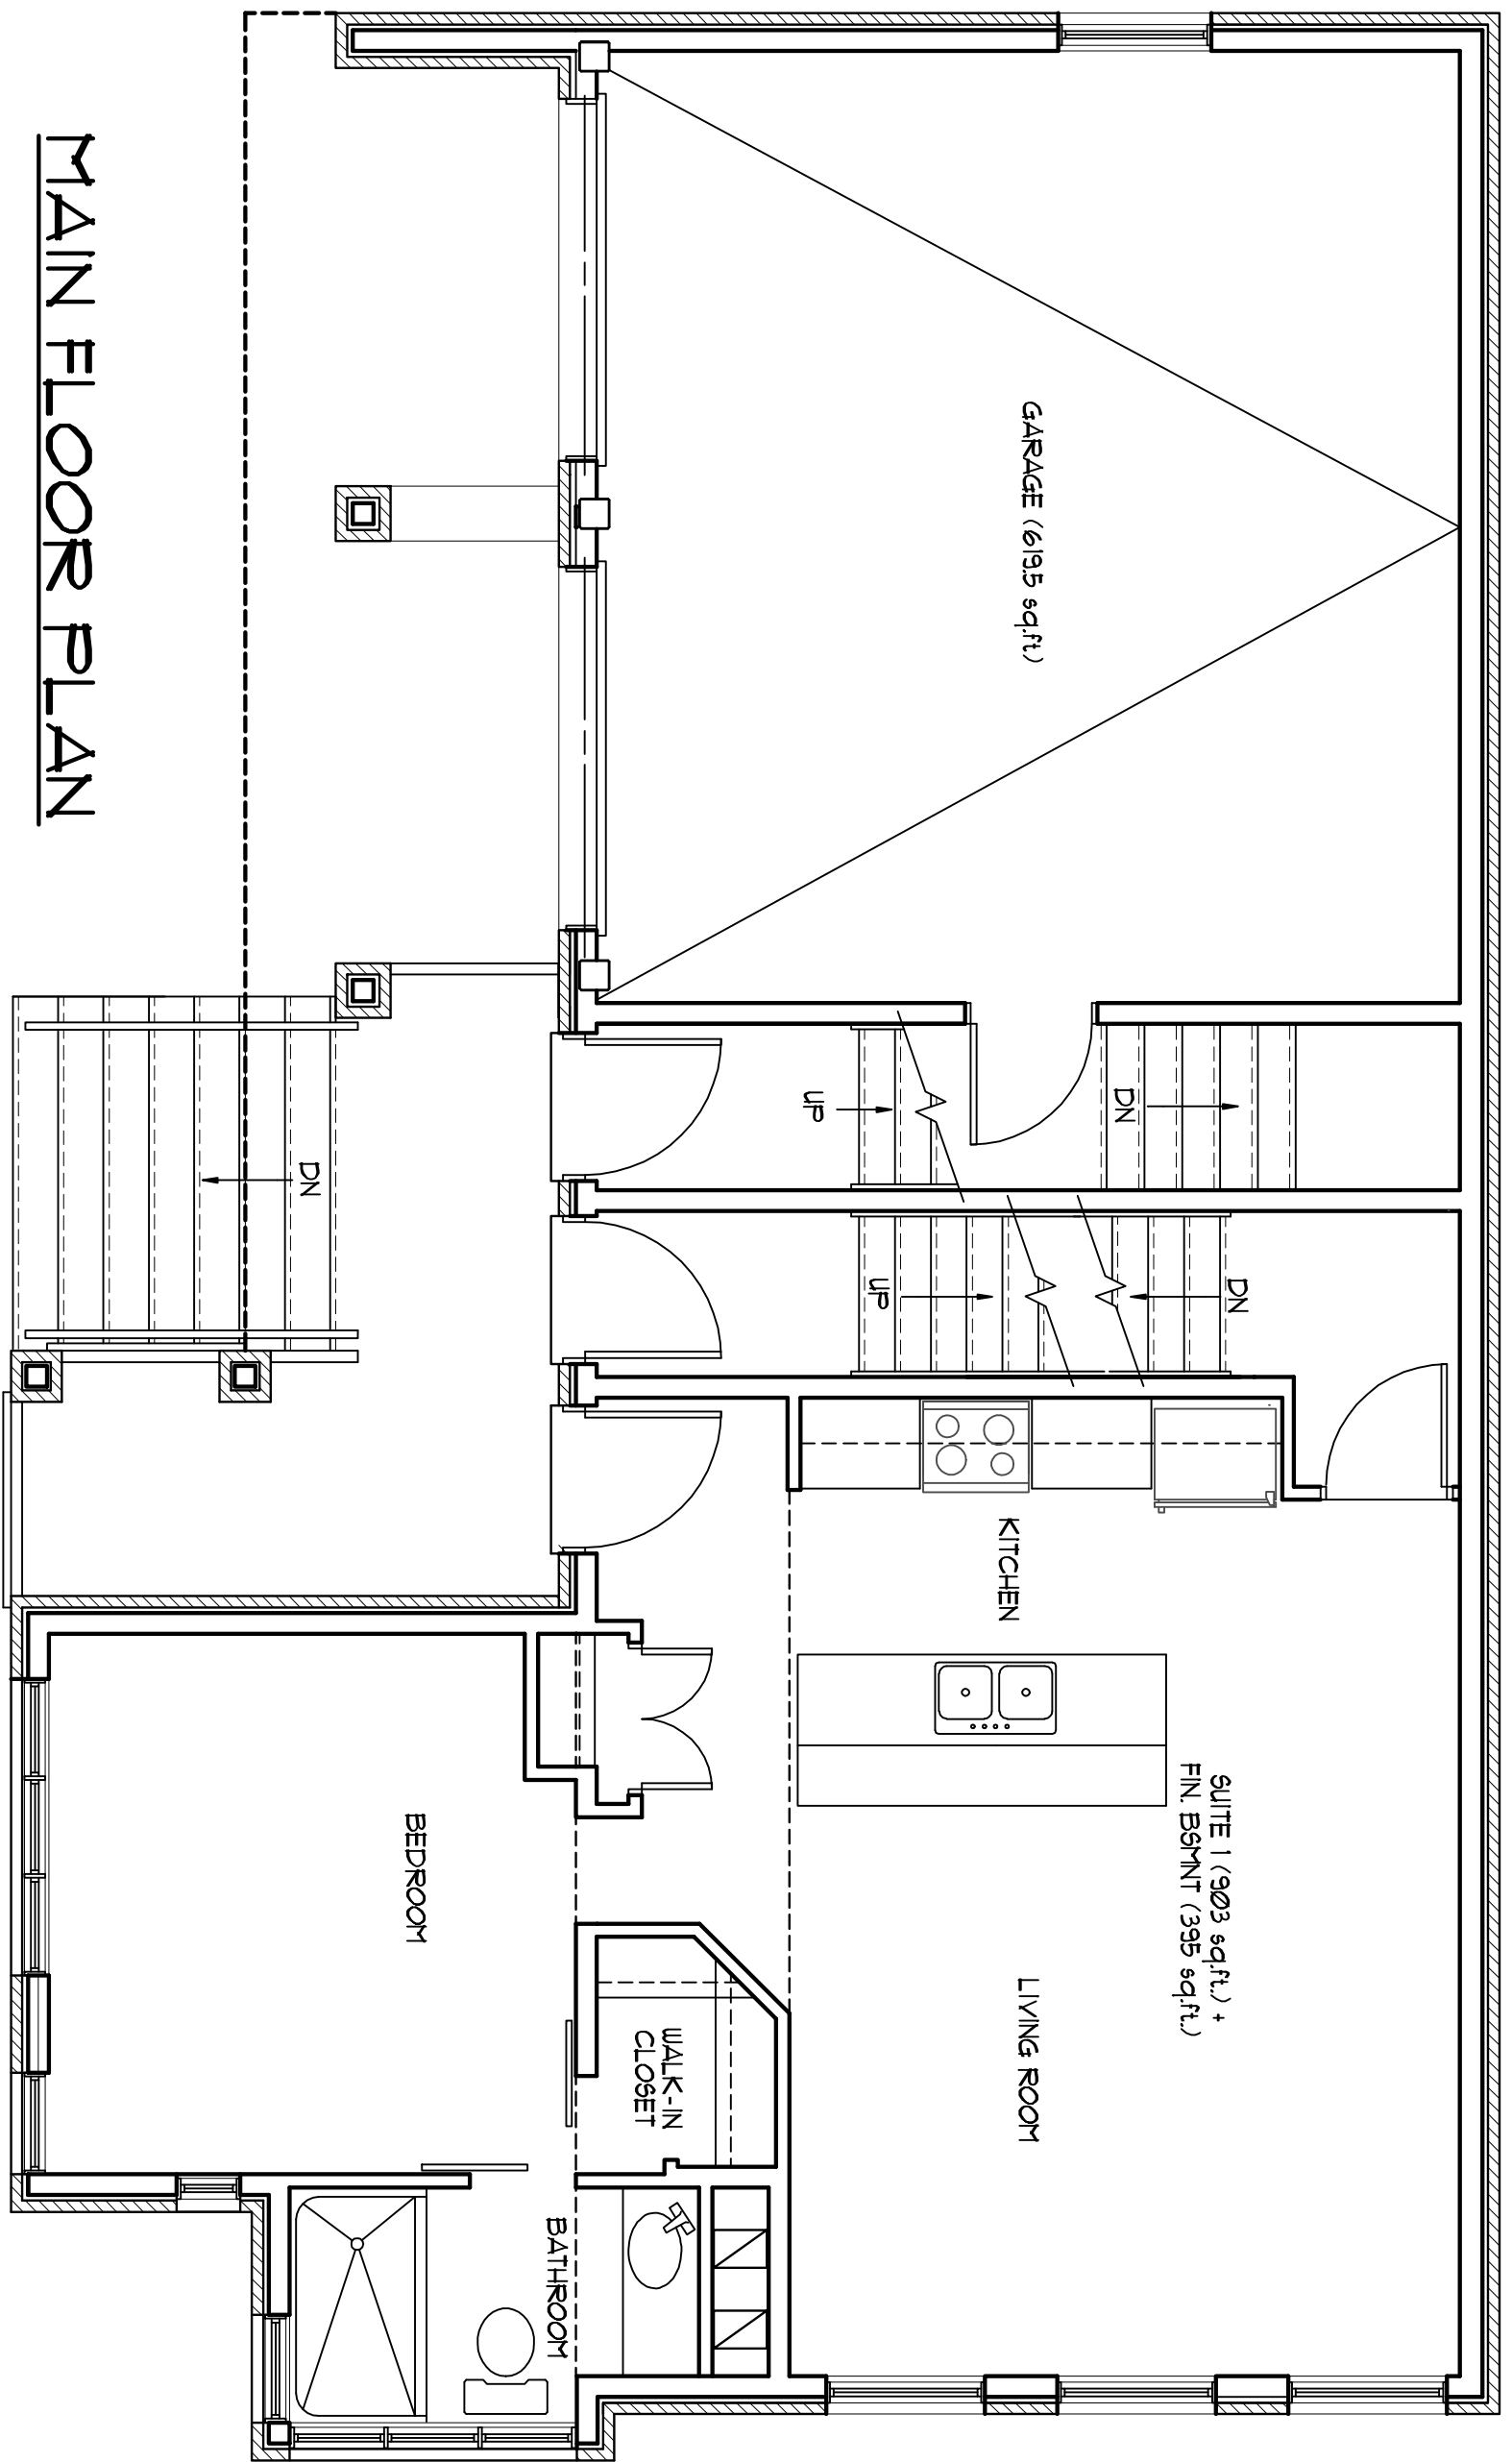 GARAGE (619.5 sq.ft.)
UP
DN
DN
UP
DN
KITCHEN
SUITE 1 (903 sq.ft.) +
FIN. BSMNT (395 sq.ft.)
LIVING ROOM
WALK-IN
CLOSET
BEDROOM
BATHROOM
MAIN FLOOR PLAN